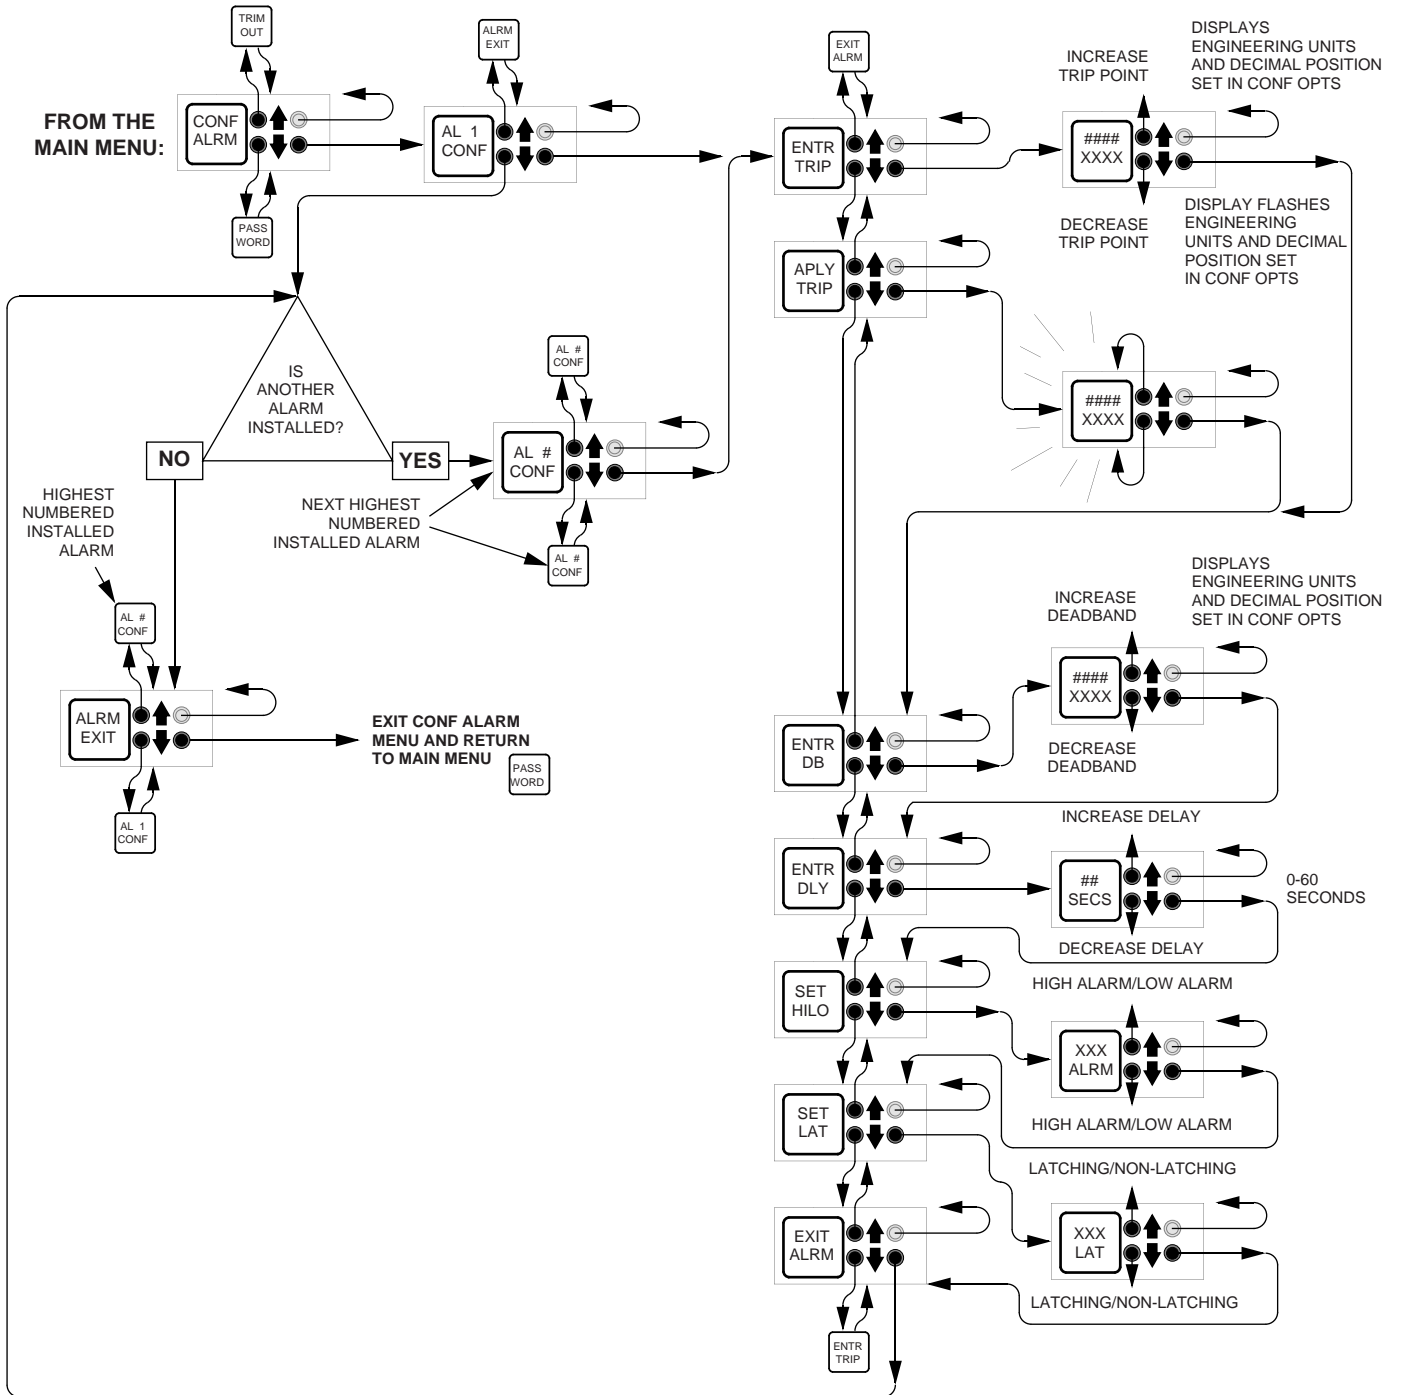 TRIM
OUT
FROM THE
MAIN MENU:
CONF
ALRM
PASS
WORD
ALRM
EXIT
AL 1
CONF
IS
ANOTHER
ALARM
INSTALLED?
NO
YES
HIGHEST
NUMBERED
INSTALLED
ALARM
AL #
CONF
ALRM
EXIT
AL 1
CONF
EXIT CONF ALARM
MENU AND RETURN
TO MAIN MENU
PASS
WORD
AL #
CONF
AL #
CONF
NEXT HIGHEST
NUMBERED
INSTALLED ALARM
AL #
CONF
EXIT
ALRM
ENTR
TRIP
INCREASE
TRIP POINT
DISPLAYS
ENGINEERING UNITS
AND DECIMAL POSITION
SET IN CONF OPTS
####
XXXX
DECREASE
TRIP POINT
DISPLAY FLASHES
ENGINEERING
UNITS AND DECIMAL
POSITION SET
IN CONF OPTS
APLY
TRIP
####
XXXX
ENTR
DB
INCREASE
DEADBAND
DISPLAYS
ENGINEERING UNITS
AND DECIMAL POSITION
SET IN CONF OPTS
####
XXXX
DECREASE
DEADBAND
ENTR
DLY
INCREASE DELAY
##
SECS
0-60
SECONDS
DECREASE DELAY
SET
HILO
HIGH ALARM/LOW ALARM
XXX
ALRM
HIGH ALARM/LOW ALARM
SET
LAT
LATCHING/NON-LATCHING
XXX
LAT
LATCHING/NON-LATCHING
EXIT
ALRM
ENTR
TRIP